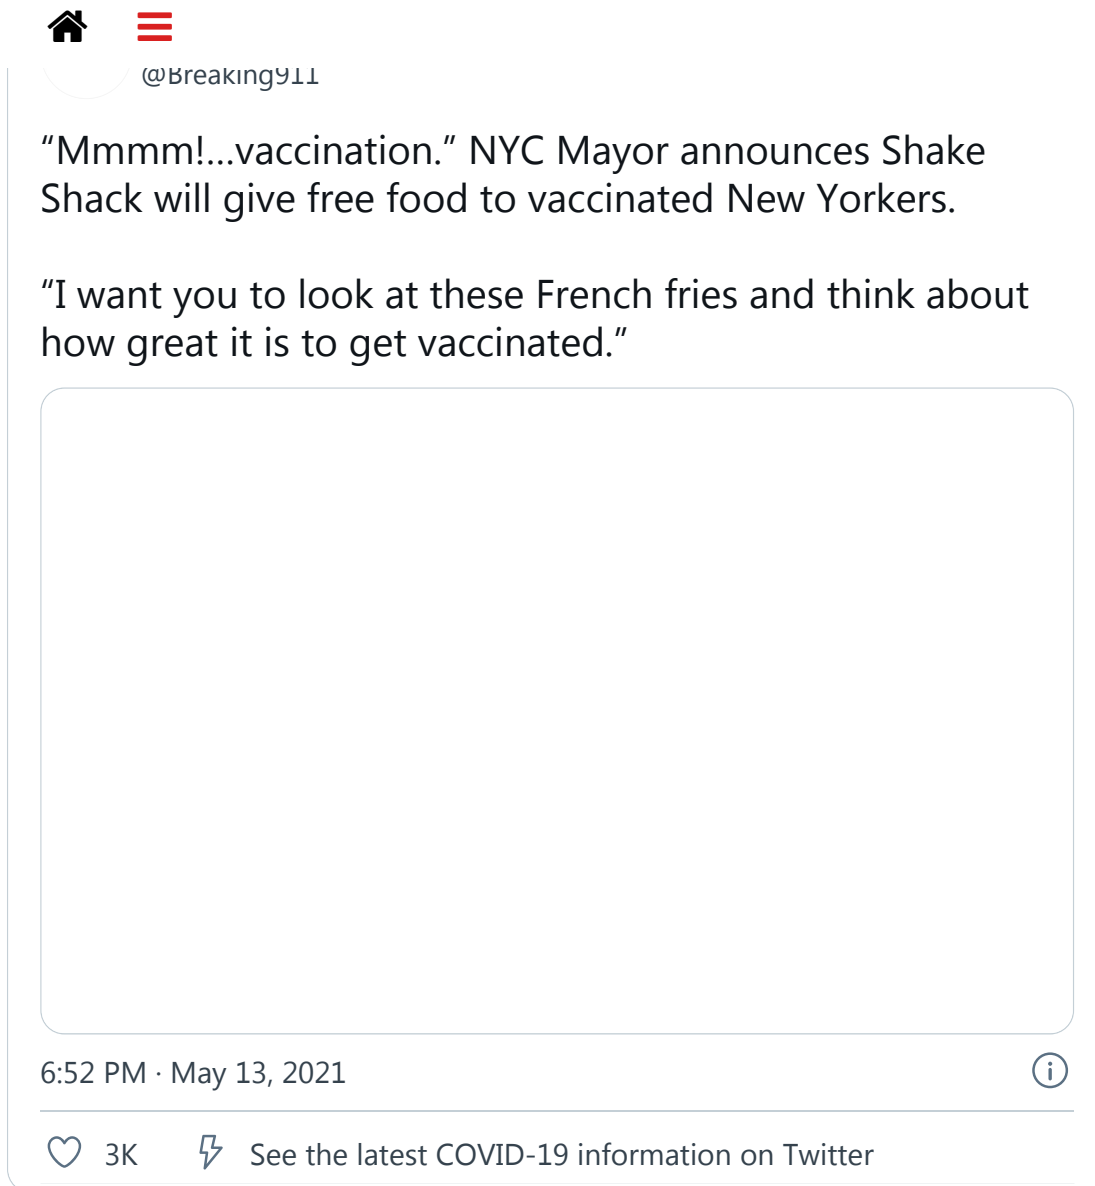 @Breaking911
“Mmmm!...vaccination.” NYC Mayor announces Shake
Shack will give free food to vaccinated New Yorkers.
“I want you to look at these French fries and think about
how great it is to get vaccinated.”
6:52 PM · May 13, 2021
3K See the latest COVID-19 information on Twitter